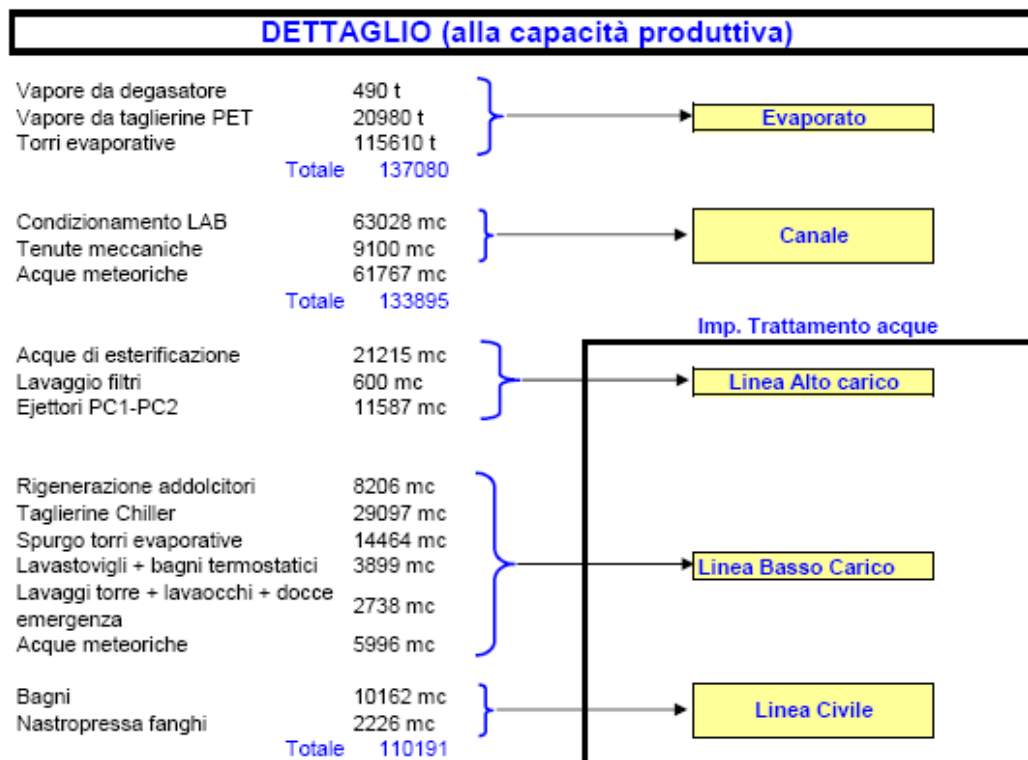 DETTAGLIO (alla capacità produttiva)
Vapore da degasatore 490 t
Vapore da taglierine PET 20980 t
Torri evaporative 115610 t
Totale 137080
Evaporato
Condizionamento LAB 63028 mc
Tenute meccaniche 9100 mc
Acque meteoriche 61767 mc
Totale 133895
Canale
Imp. Trattamento acque
Acque di esterificazione 21215 mc
Lavaggio filtri 600 mc
Ejettori PC1-PC2 11587 mc
Linea Alto carico
Rigenerazione addolcitori 8206 mc
Taglierine Chiller 29097 mc
Spurgo torri evaporative 14464 mc
Lavastovigli + bagni termostatici 3899 mc
Lavaggi torre + lavaocchi + docce
emergenza 2738 mc
Acque meteoriche 5996 mc
Linea Basso Carico
Bagni 10162 mc
Nastropressa fanghi 2226 mc
Totale 110191
Linea Civile